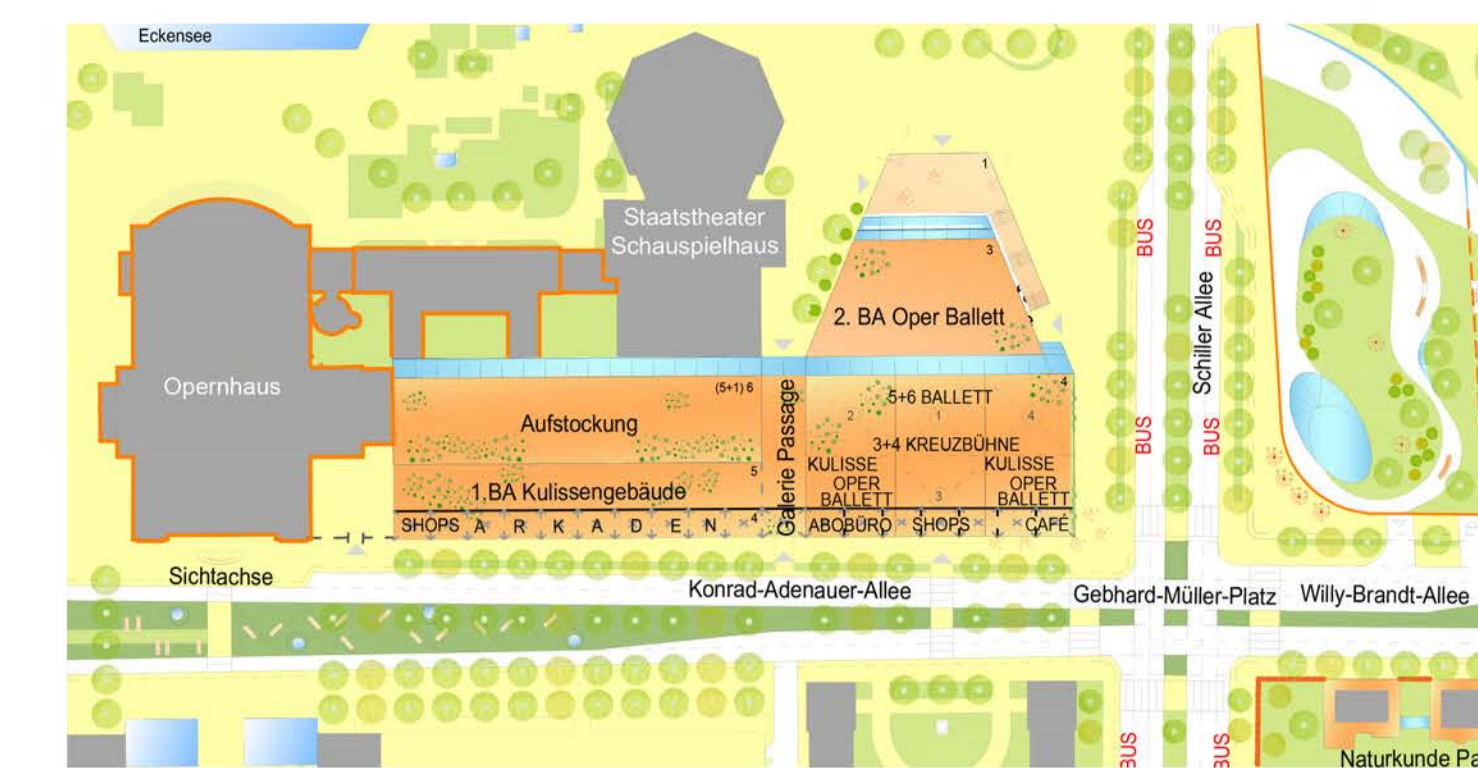 Eckensee
1
Staatstheater
Schauspielhaus
BUS
BUS
3
2. BA Oper Ballett
Schiller Allee
Opernhaus
(5+1) 6
4
Aufstockung
Galerie Passage
5+6 BALLETT
2
1
4
3+4 KREUZBÜHNE
BUS
BUS
KULISSE
OPER
BALLETT
KULISSE
OPER
BALLETT
5
1.BA Kulissengebäude
3
SHOPS A R K A D E N 4
ABOBÜRO SHOPS CAFÉ
Sichtachse
Konrad-Adenauer-Allee
Gebhard-Müller-Platz
Willy-Brandt-Allee
BUS
BUS
Naturkunde Pa